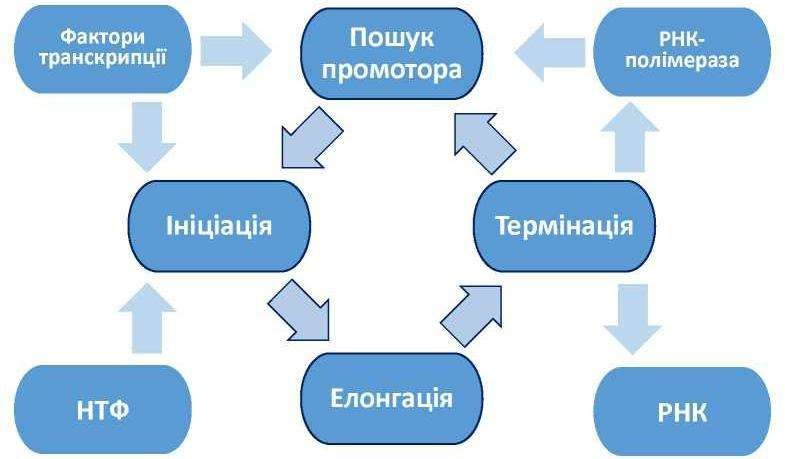 Фактори
транскрипції
Пошук
промотора
РНК-
полімераза
Ініціація
Термінація
НТФ
Елонгація
РНК